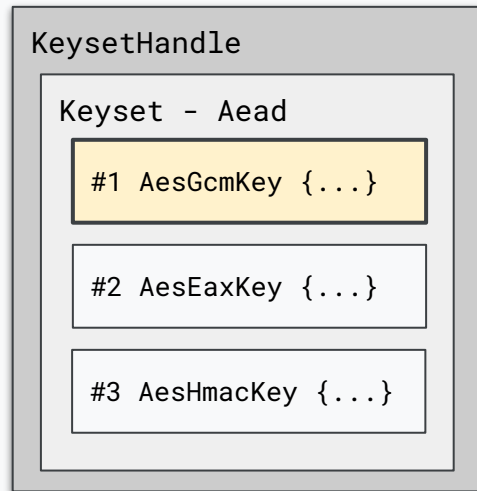 KeysetHandle
Keyset - Aead
#1 AesGcmKey {...}
#2 AesEaxKey {...}
#3 AesHmacKey {...}